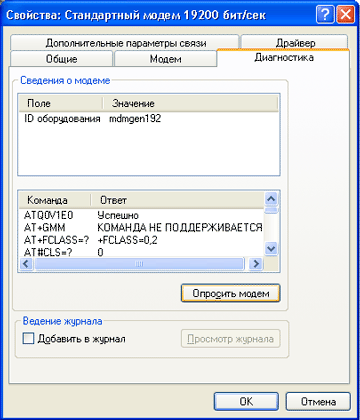 Свойства: Стандартный модем 19200 бит/сек
Дополнительные параметры связи Драйвер
Общие Модем Диагностика
Сведения о модеме
Поле Значение
ID оборудования mdmgen192
Команда Ответ
ATQ0V1E0 Успешно
AT+GMM КОМАНДА НЕ ПОДДЕРЖИВАЕТСЯ
AT+FCLASS=? +FCLASS=0,2
AT#CLS=? 0
Опросить модем
Ведение журнала
Добавить в журнал Просмотр журнала
OK Отмена